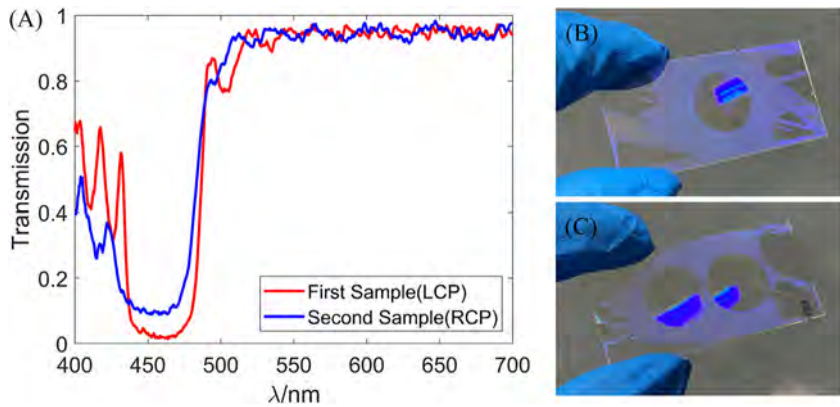 (A)
1
0.8
0.6
0.4
0.2
0
Transmission
First Sample(LCP)
Second Sample(RCP)
400 450 500 550 600 650 700
λ/nm
(B)
(C)